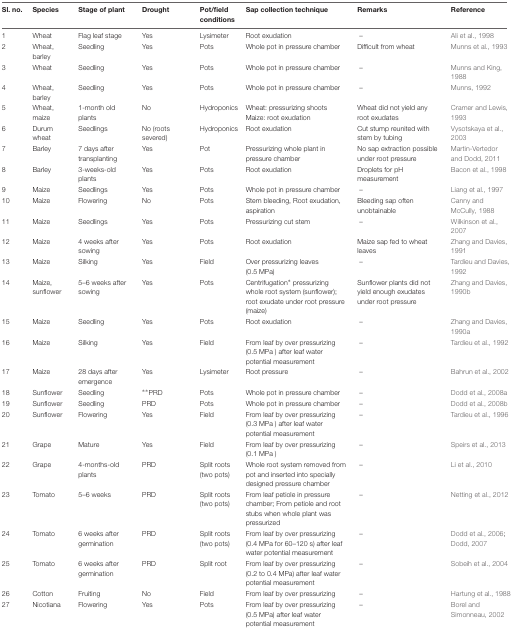 Sl. no. Species Stage of plant Drought Pot/field conditions Sap collection technique Remarks Reference
1 Wheat Flag leaf stage Yes Lysimeter Root exudation – Ali et al., 1998
2 Wheat, barley Seedling Yes Pots Whole pot in pressure chamber Difficult from wheat Munns et al., 1993
3 Wheat Seedling Yes Pots Whole pot in pressure chamber – Munns and King, 1988
4 Wheat, barley Seedling Yes Pots Whole pot in pressure chamber – Munns, 1992
5 Wheat, maize 1-month old plants No Hydroponics Wheat: pressurizing shoots Maize: root exudation Wheat did not yield any root exudates Cramer and Lewis, 1993
6 Durum wheat Seedlings No (roots severed) Hydroponics Root exudation Cut stump reunited with stem by tubing Vysotskaya et al., 2003
7 Barley 7 days after transplanting Yes Pot Pressurizing whole plant in pressure chamber No sap extraction possible under root pressure Martin-Vertedor and Dodd, 2011
8 Barley 3-weeks-old plants Yes Pots Root exudation Droplets for pH measurement Bacon et al., 1998
9 Maize Seedlings Yes Pots Whole pot in pressure chamber – Liang et al., 1997
10 Maize Flowering No Pots Stem bleeding, Root exudation, aspiration Bleeding sap often unobtainable Canny and McCully, 1988
11 Maize Seedlings Yes Pots Pressurizing cut stem – Wilkinson et al., 2007
12 Maize 4 weeks after sowing Yes Pots Root exudation Maize sap fed to wheat leaves Zhang and Davies, 1991
13 Maize Silking Yes Field Over pressurizing leaves (0.5 MPa) – Tardieu and Davies, 1992
14 Maize, sunflower 5–6 weeks after sowing Yes Pots Centrifugation* pressurizing whole root system (sunflower); root exudate under root pressure (maize) Sunflower plants did not yield enough exudates under root pressure Zhang and Davies, 1990b
15 Maize Seedling Yes Pots Root exudation – Zhang and Davies, 1990a
16 Maize Silking Yes Field From leaf by over pressurizing (0.5 MPa ) after leaf water potential measurement – Tardieu et al., 1992
17 Maize 28 days after emergence Yes Lysimeter Root pressure – Bahrun et al., 2002
18 Sunflower Seedling **PRD Pots Whole pot in pressure chamber – Dodd et al., 2008a
19 Sunflower Seedling PRD Pots Whole pot in pressure chamber – Dodd et al., 2008b
20 Sunflower Flowering Yes Field From leaf by over pressurizing (0.3 MPa ) after leaf water potential measurement – Tardieu et al., 1996
21 Grape Mature Yes Field From leaf by over pressurizing (0.1 MPa ) – Speirs et al., 2013
22 Grape 4-months-old plants PRD Split roots (two pots) Whole root system removed from pot and inserted into specially designed pressure chamber – Li et al., 2010
23 Tomato 5–6 weeks PRD Split roots (two pots) From leaf petiole in pressure chamber; From petiole and root stubs when whole plant was pressurized – Netting et al., 2012
24 Tomato 6 weeks after germination PRD Split roots (two pots) From leaf by over pressurizing (0.4 MPa for 60–120 s) after leaf water potential measurement – Dodd et al., 2006; Dodd, 2007
25 Tomato 6 weeks after germination PRD Split root From leaf by over pressurizing (0.2 to 0.4 MPa) after leaf water potential measurement – Sobeih et al., 2004
26 Cotton Fruiting No Field From leaf by over pressurizing – Hartung et al., 1988
27 Nicotiana Flowering Yes Pots From leaf by over pressurizing (0.5 MPa) after leaf water potential measurement – Borel and Simonneau, 2002